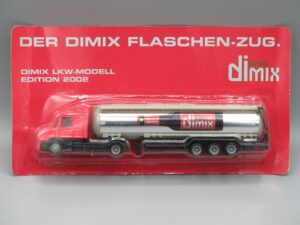 DER DIMIX FLASCHEN-ZUG.
DIMIX LKW-MODELL
EDITION 2002
dimix
dimix